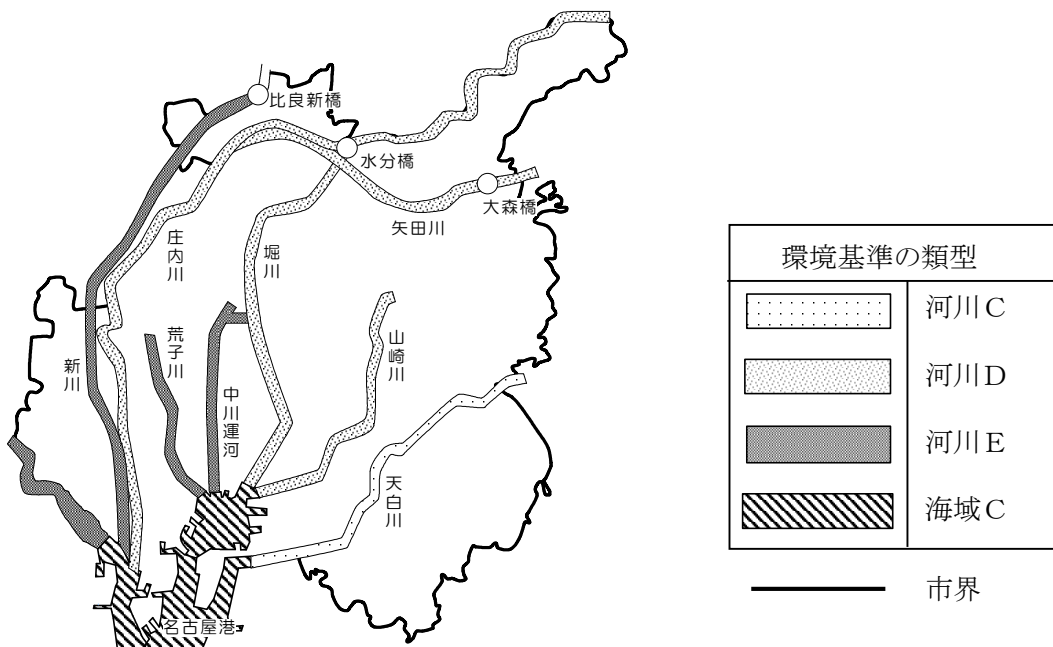 比良新橋
水分橋
大森橋
矢田川
庄内川
堀川
新川
荒子川
中川運河
山崎川
天白川
名古屋港
環境基準の類型
河川C
河川D
河川E
海域C
市界